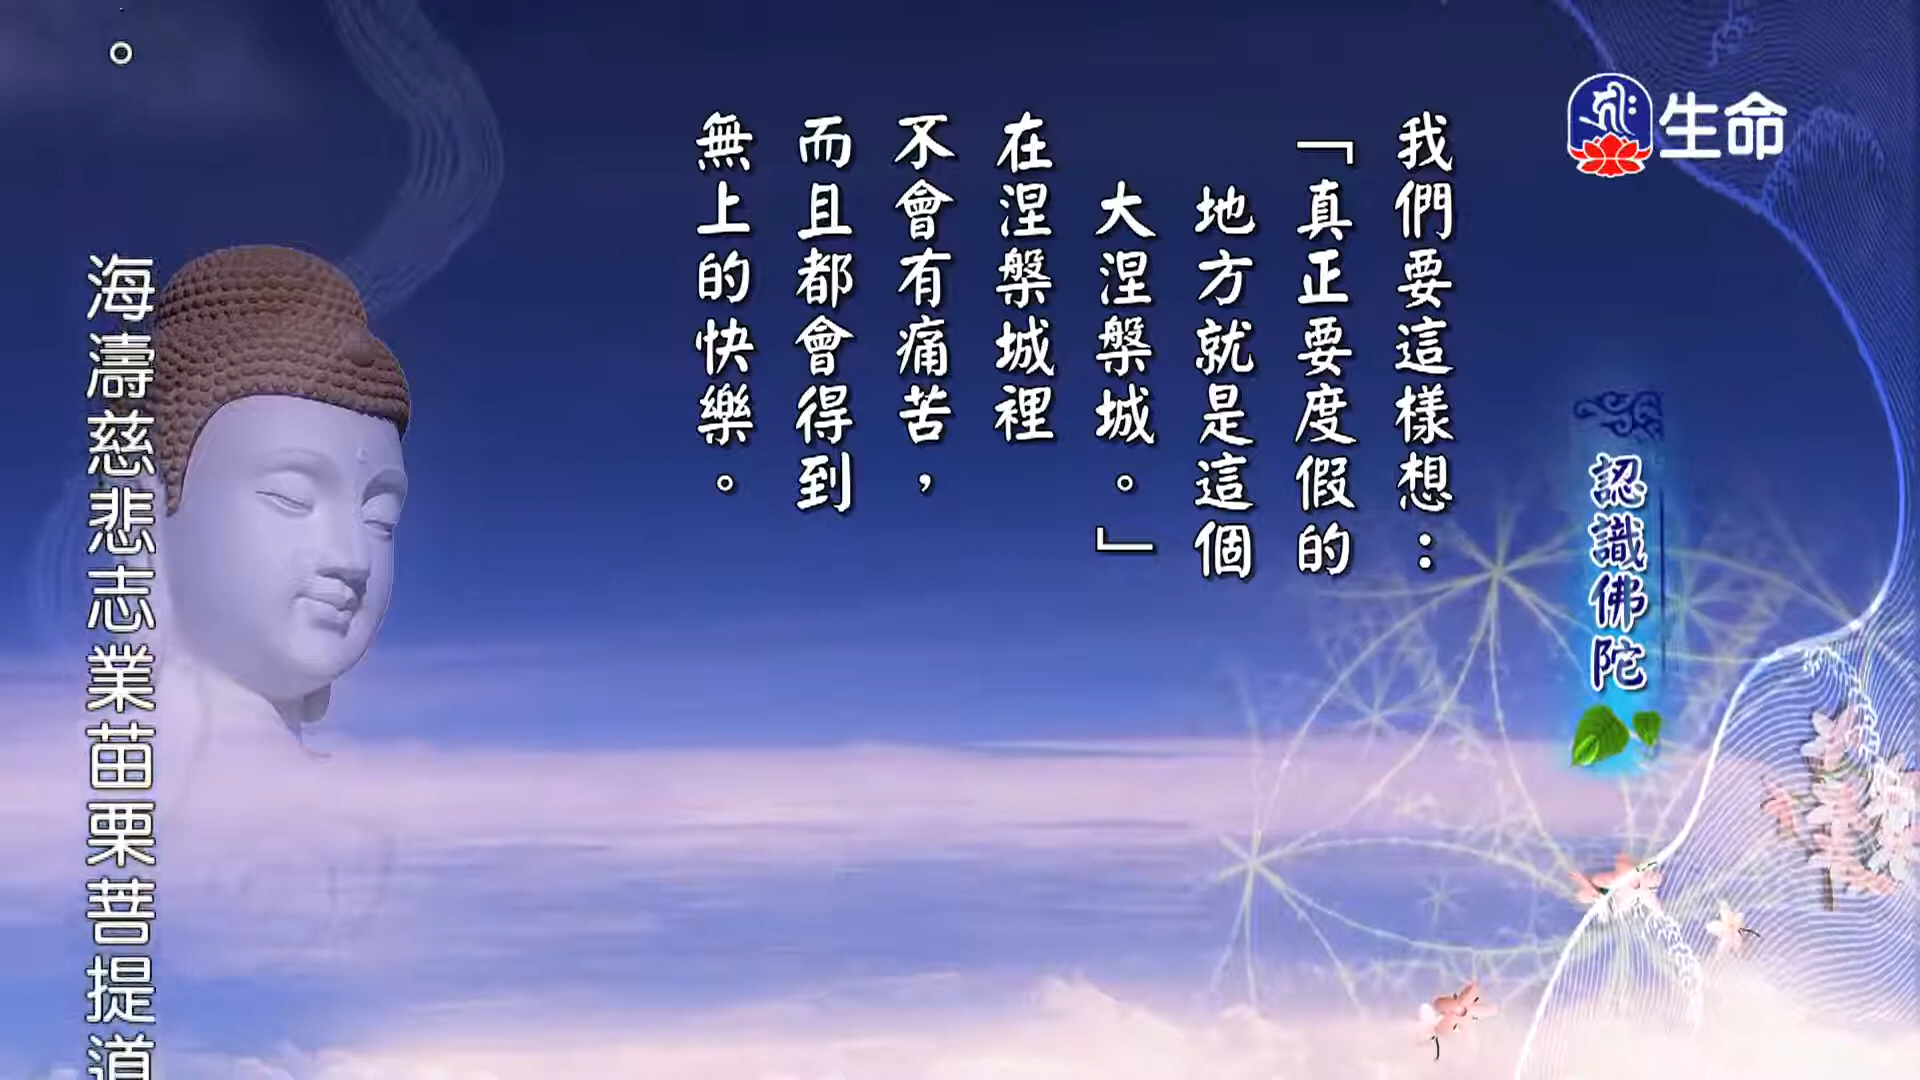 生命
認識佛陀
我們要這樣想：
「真正要度假的
地方就是這個
大涅槃城。」
在涅槃城裡
不會有痛苦，
而且都會得到
無上的快樂。
。海濤慈悲志業苗栗菩提道